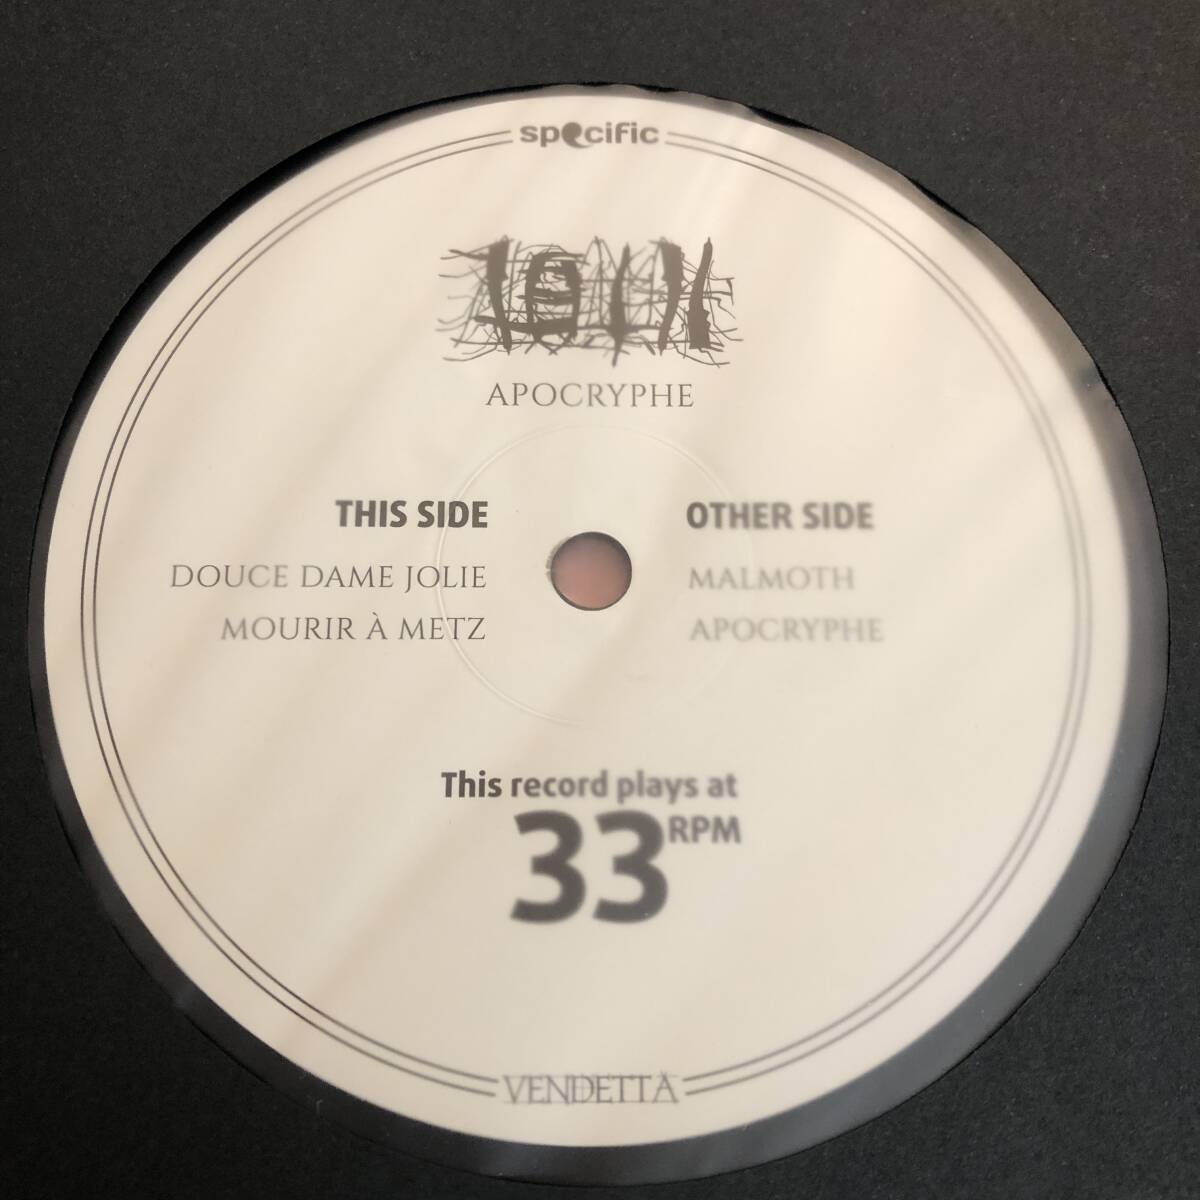 specific
LOTH
APOCRYPHE
THIS SIDE
DOUCE DAME JOLIE
MOURIR À METZ
OTHER SIDE
MALMOTH
APOCRYPHE
This record plays at
33 RPM
VENDETTA